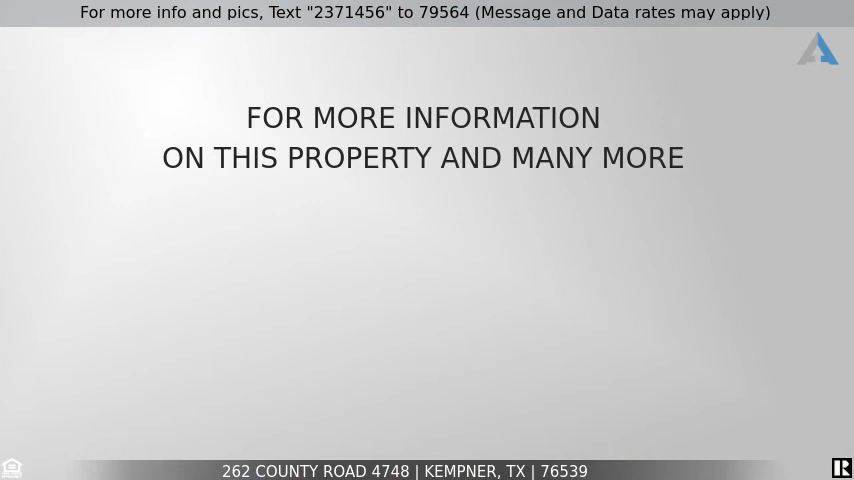 For more info and pics, Text "2371456" to 79564 (Message and Data rates may apply)
FOR MORE INFORMATION
ON THIS PROPERTY AND MANY MORE
262 COUNTY ROAD 4748 | KEMPNER, TX | 76539